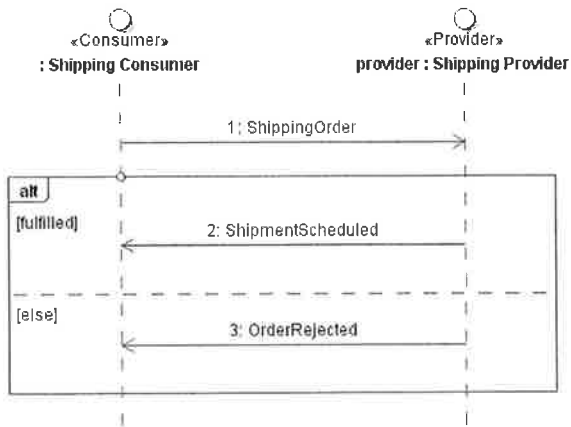 «Consumer»
: Shipping Consumer
«Provider»
provider : Shipping Provider
1: ShippingOrder
alt
[fulfilled]
2: ShipmentScheduled
[else]
3: OrderRejected